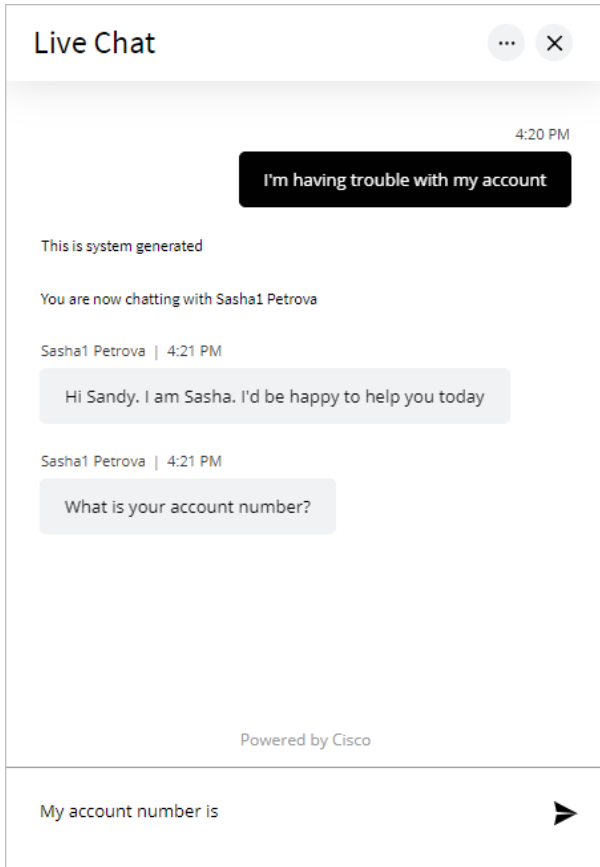 Live Chat
4:20 PM
I'm having trouble with my account
This is system generated
You are now chatting with Sasha1 Petrova
Sasha1 Petrova | 4:21 PM
Hi Sandy. I am Sasha. I'd be happy to help you today
Sasha1 Petrova | 4:21 PM
What is your account number?
Powered by Cisco
My account number is